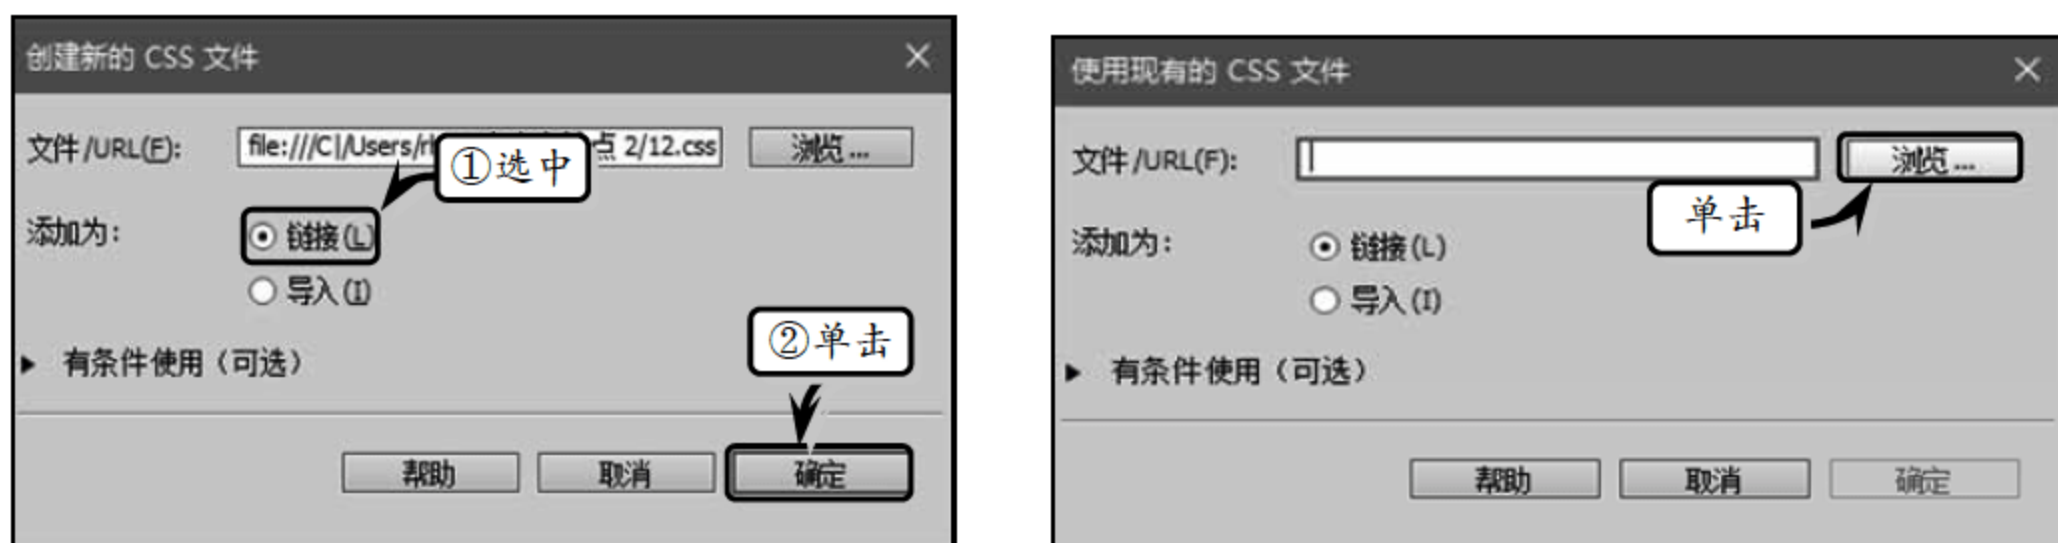 创建新的 CSS 文件
文件/URL(F):
file:///C|/Users/
点 2/12.css
浏览...
①选中
添加为:
链接(L)
导入(I)
②单击
有条件使用（可选）
帮助
取消
确定
使用现有的 CSS 文件
文件/URL(F):
浏览...
单击
添加为:
链接(L)
导入(I)
有条件使用（可选）
帮助
取消
确定